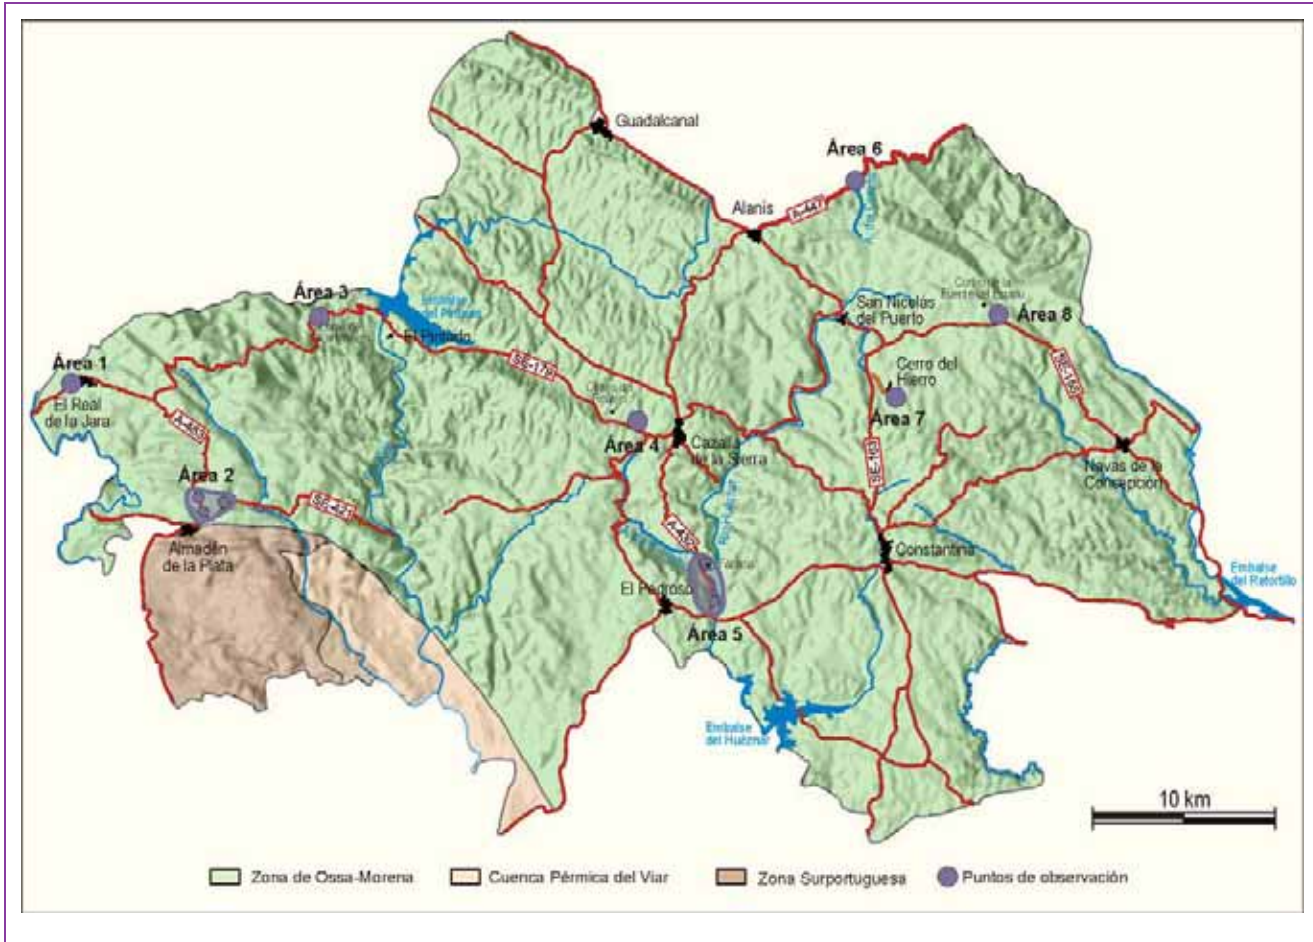 Guadalcanal
Área 6
Alanís
A-447
Área 3
Embalse
del Pintado
El Pintado
San Nicolás
del Puerto
Área 8
Área 1
El Real
de la Jara
SE-179
Cerro del
Hierro
Área 7
SE-155
A-463
Área 4
Cazalla
de la Sierra
Área 2
SE-421
SE-163
Navas de la
Concepción
Almadén
de la Plata
A-432
Constantina
El Pedroso
Área 5
Embalse
del Retortillo
Embalse
del Huéznar
10 km
Zona de Ossa-Morena
Cuenca Pérmica del Viar
Zona Surportuguesa
Puntos de observación